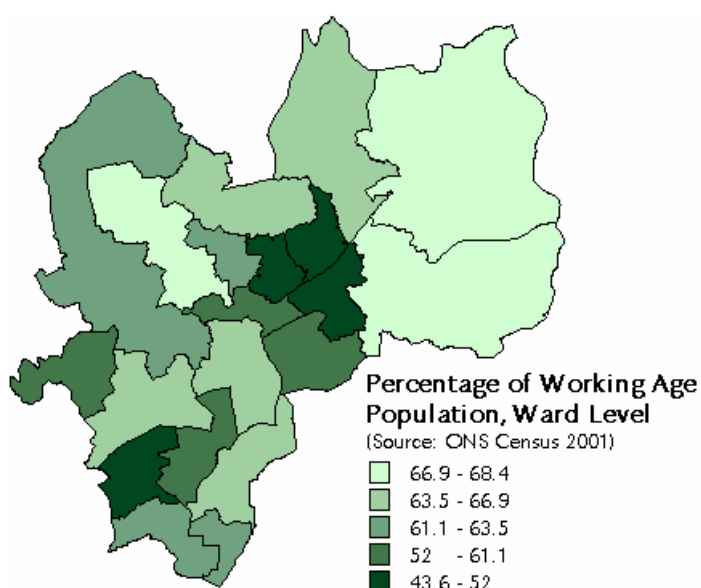 Percentage of Working Age
Population, Ward Level
(Source: ONS Census 2001)
66.9 - 68.4
63.5 - 66.9
61.1 - 63.5
52 - 61.1
43.6 - 52